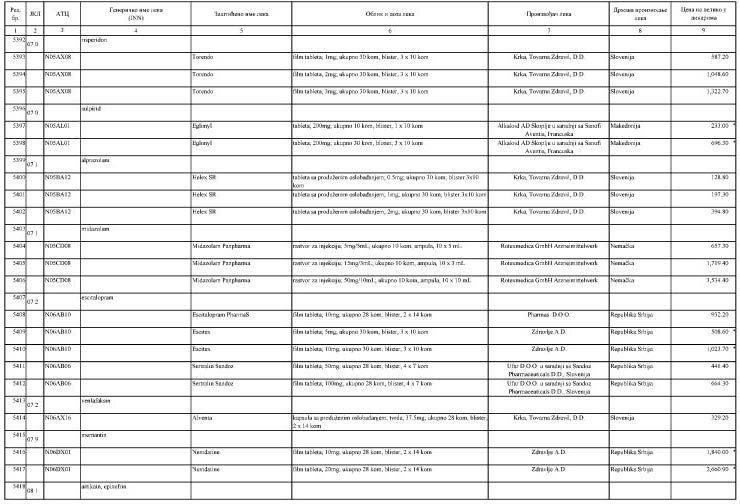 Ред. бр. ЈКЛ АТЦ Генеричко име лека (INN) Заштићено име лека Облик и доза лека Произвођач лека Држава производње лека Цена на велико у динарима
1 2 3 4 5 6 7 8 9
5392 07 0 risperidon
5393 N05AX08 Torendo film tableta; 1mg; ukupno 30 kom, blister, 3 x 10 kom Krka, Tovarna Zdravil, D.D. Slovenija 587.20
5394 N05AX08 Torendo film tableta; 2mg; ukupno 30 kom, blister, 3 x 10 kom Krka, Tovarna Zdravil, D.D. Slovenija 1,048.60
5395 N05AX08 Torendo film tableta; 3mg; ukupno 30 kom, blister, 3 x 10 kom Krka, Tovarna Zdravil, D.D. Slovenija 1,322.70
5396 07 0 sulpirid
5397 N05AL01 Eglonyl tableta; 200mg; ukupno 10 kom, blister, 1 x 10 kom Alkaloid AD Skoplje u saradnji sa Sanofi Aventis, Francuska Makedonija 233.00 *
5398 N05AL01 Eglonyl tableta; 200mg; ukupno 30 kom, blister, 3 x 10 kom Alkaloid AD Skoplje u saradnji sa Sanofi Aventis, Francuska Makedonija 696.30 *
5399 07 1 alprazolam
5400 N05BA12 Helex SR tableta sa produženim oslobađanjem; 0.5mg; ukupno 30 kom; blister 3x10 kom Krka, Tovarna Zdravil, D.D. Slovenija 128.80
5401 N05BA12 Helex SR tableta sa produženim oslobađanjem; 1mg; ukupno 30 kom; blister 3x10 kom Krka, Tovarna Zdravil, D.D. Slovenija 197.30
5402 N05BA12 Helex SR tableta sa produženim oslobađanjem; 2mg; ukupno 30 kom, blister 3x10 kom Krka, Tovarna Zdravil, D.D. Slovenija 394.80
5403 07 1 midazolam
5404 N05CD08 Midazolam Panpharma rastvor za injekciju; 5mg/5mL; ukupno 10 kom, ampula, 10 x 5 mL Rotexmedica GmbH Arzneimittelwerk Nemačka 657.30
5405 N05CD08 Midazolam Panpharma rastvor za injekciju; 15mg/3mL; ukupno 10 kom, ampula, 10 x 3 mL Rotexmedica GmbH Arzneimittelwerk Nemačka 1,719.40
5406 N05CD08 Midazolam Panpharma rastvor za injekciju; 50mg/10mL; ukupno 10 kom, ampula, 10 x 10 mL Rotexmedica GmbH Arzneimittelwerk Nemačka 3,534.40
5407 07 2 escitalopram
5408 N06AB10 Escitalopram PharmaS film tableta; 10mg; ukupno 28 kom, blister, 2 x 14 kom PharmaS D.O.O. Republika Srbija 932.20
5409 N06AB10 Escitex film tableta; 5mg; ukupno 30 kom, blister, 3 x 10 kom Zdravlje A.D. Republika Srbija 508.60 *
5410 N06AB10 Escitex film tableta; 10mg; ukupno 30 kom, blister, 3 x 10 kom Zdravlje A.D. Republika Srbija 1,023.70 *
5411 N06AB06 Sertralin Sandoz film tableta; 50mg; ukupno 28 kom, blister, 4 x 7 kom Ufar D.O.O. u saradnji sa Sandoz Pharmaceuticals D.D., Slovenija Republika Srbija 448.40
5412 N06AB06 Sertralin Sandoz film tableta; 100mg; ukupno 28 kom, blister, 4 x 7 kom Ufar D.O.O. u saradnji sa Sandoz Pharmaceuticals D.D., Slovenija Republika Srbija 664.30
5413 07 2 venlafaksin
5414 N06AX16 Alventa kapsula sa produženim oslobađanjem, tvrda; 37.5mg; ukupno 28 kom, blister, 2 x 14 kom Krka, Tovarna Zdravil, D.D. Slovenija 329.20
5415 07 9 memantin
5416 N06DX01 Nemdatine film tableta; 10mg; ukupno 28 kom, blister, 2 x 14 kom Zdravlje A.D. Republika Srbija 1,840.00 *
5417 N06DX01 Nemdatine film tableta; 20mg; ukupno 28 kom, blister, 2 x 14 kom Zdravlje A.D. Republika Srbija 2,660.90 *
5418 08 1 artikain, epinefrin